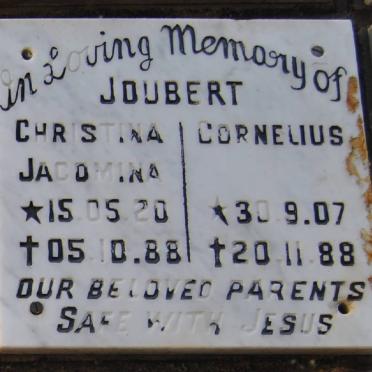 In Loving Memory of
JOUBERT
CHRISTINA CORNELIUS
JACOMINA
★15.05.20 ★30.9.07
✝05.10.88 ✝20.11.88
OUR BELOVED PARENTS
SAFE WITH JESUS